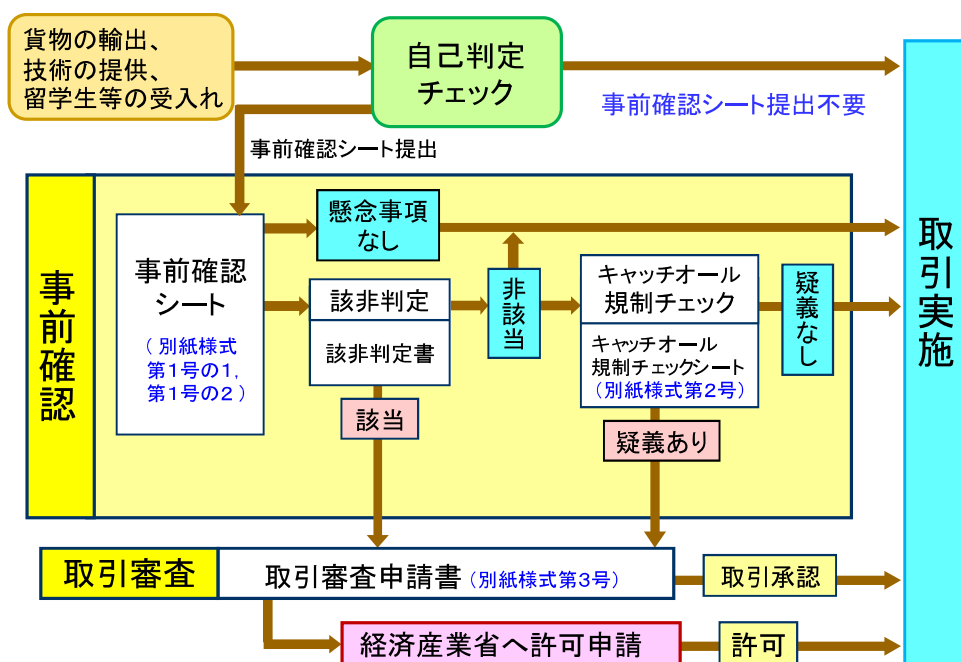 貨物の輸出、
技術の提供、
留学生等の受入れ
自己判定
チェック
事前確認シート提出不要
事前確認シート提出
事前確認
事前確認
シート
（ 別紙様式
第1号の1，
第1号の2 ）
懸念事項
なし
該非判定
該非判定書
非該当
キャッチオール
規制チェック
キャッチオール
規制チェックシート
（別紙様式第2号）
疑義なし
該当
疑義あり
取引審査
取引審査申請書（別紙様式第3号）
取引承認
経済産業省へ許可申請
許可
取引実施